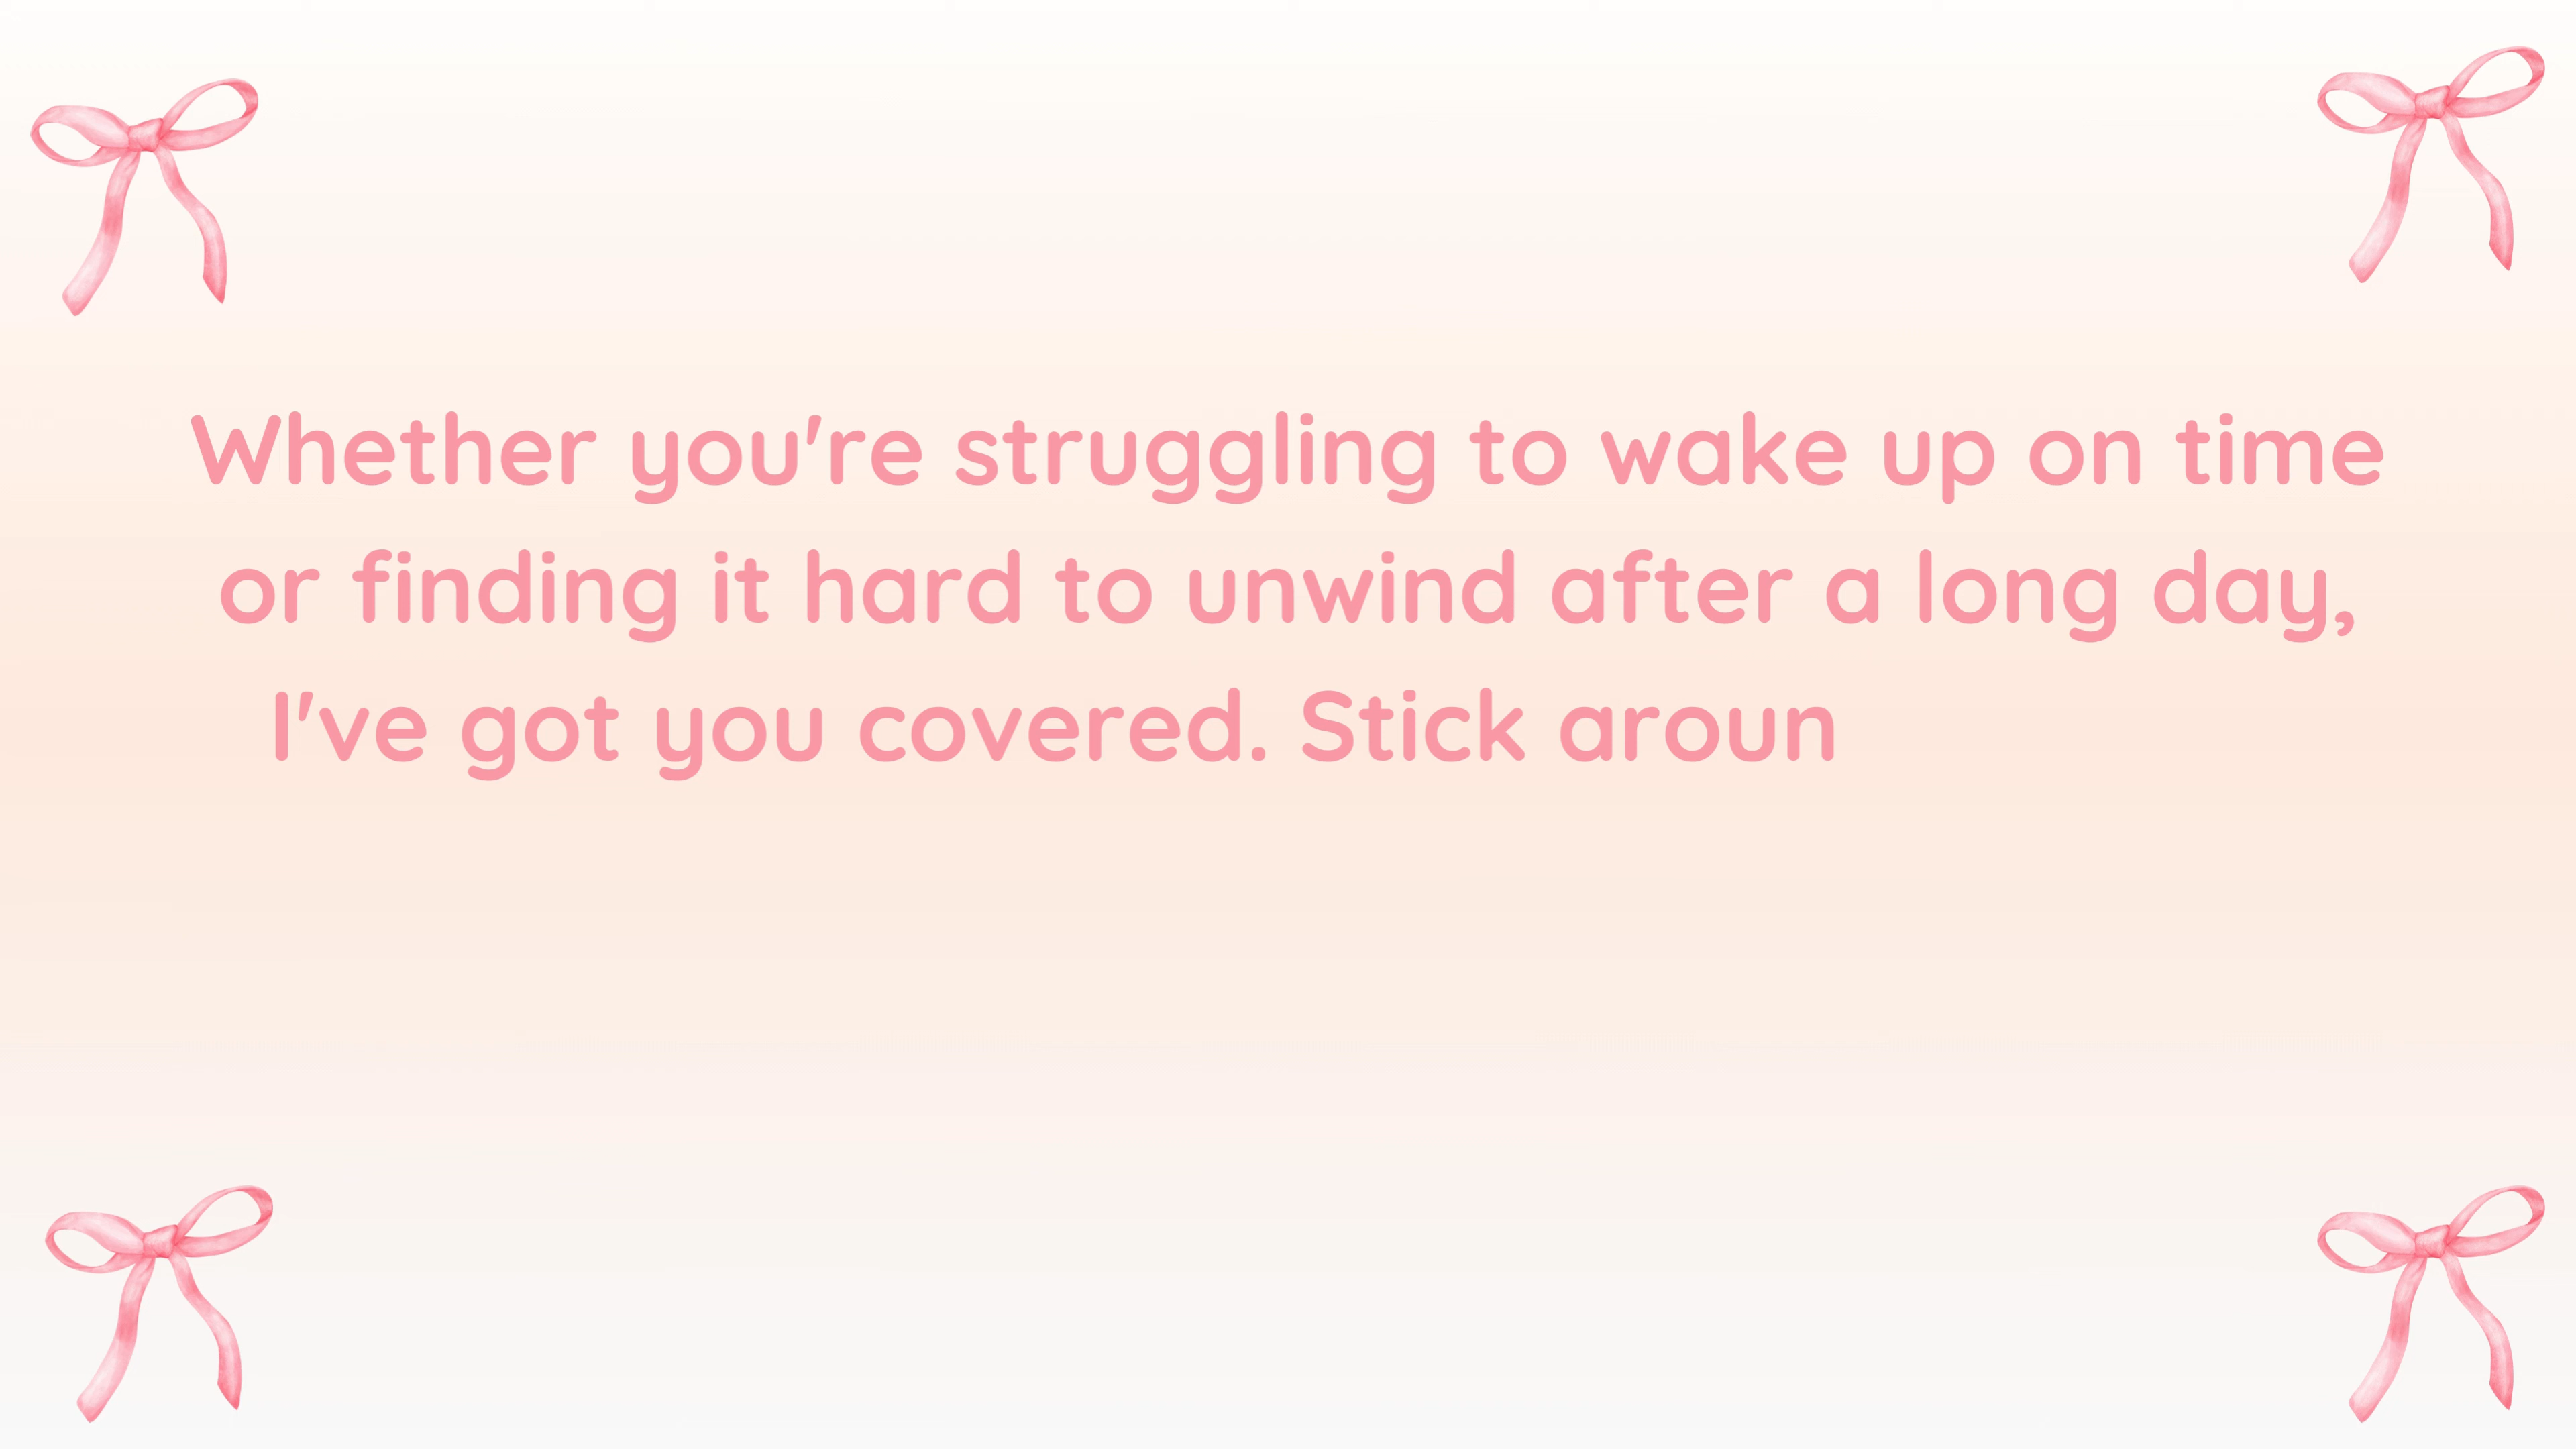 Whether you're struggling to wake up on time
or finding it hard to unwind after a long day,
I've got you covered. Stick aroun